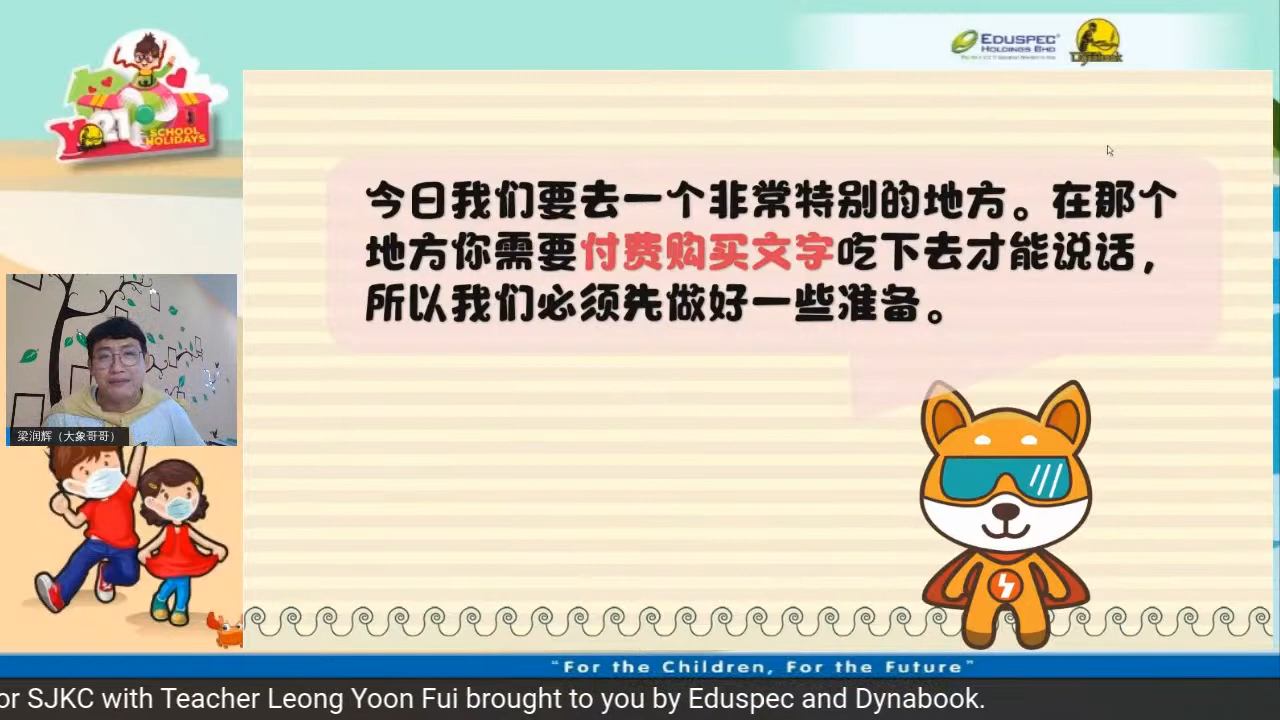 EDUSPEC
HOLDINGS BHD
Dynabook
21
SCHOOL
HOLIDAYS
今日我们要去一个非常特别的地方。在那个
地方你需要付费购买文字吃下去才能说话，
所以我们必须先做好一些准备。
梁润辉（大象哥哥）
“For the Children, For the Future”
or SJKC with Teacher Leong Yoon Fui brought to you by Eduspec and Dynabook.